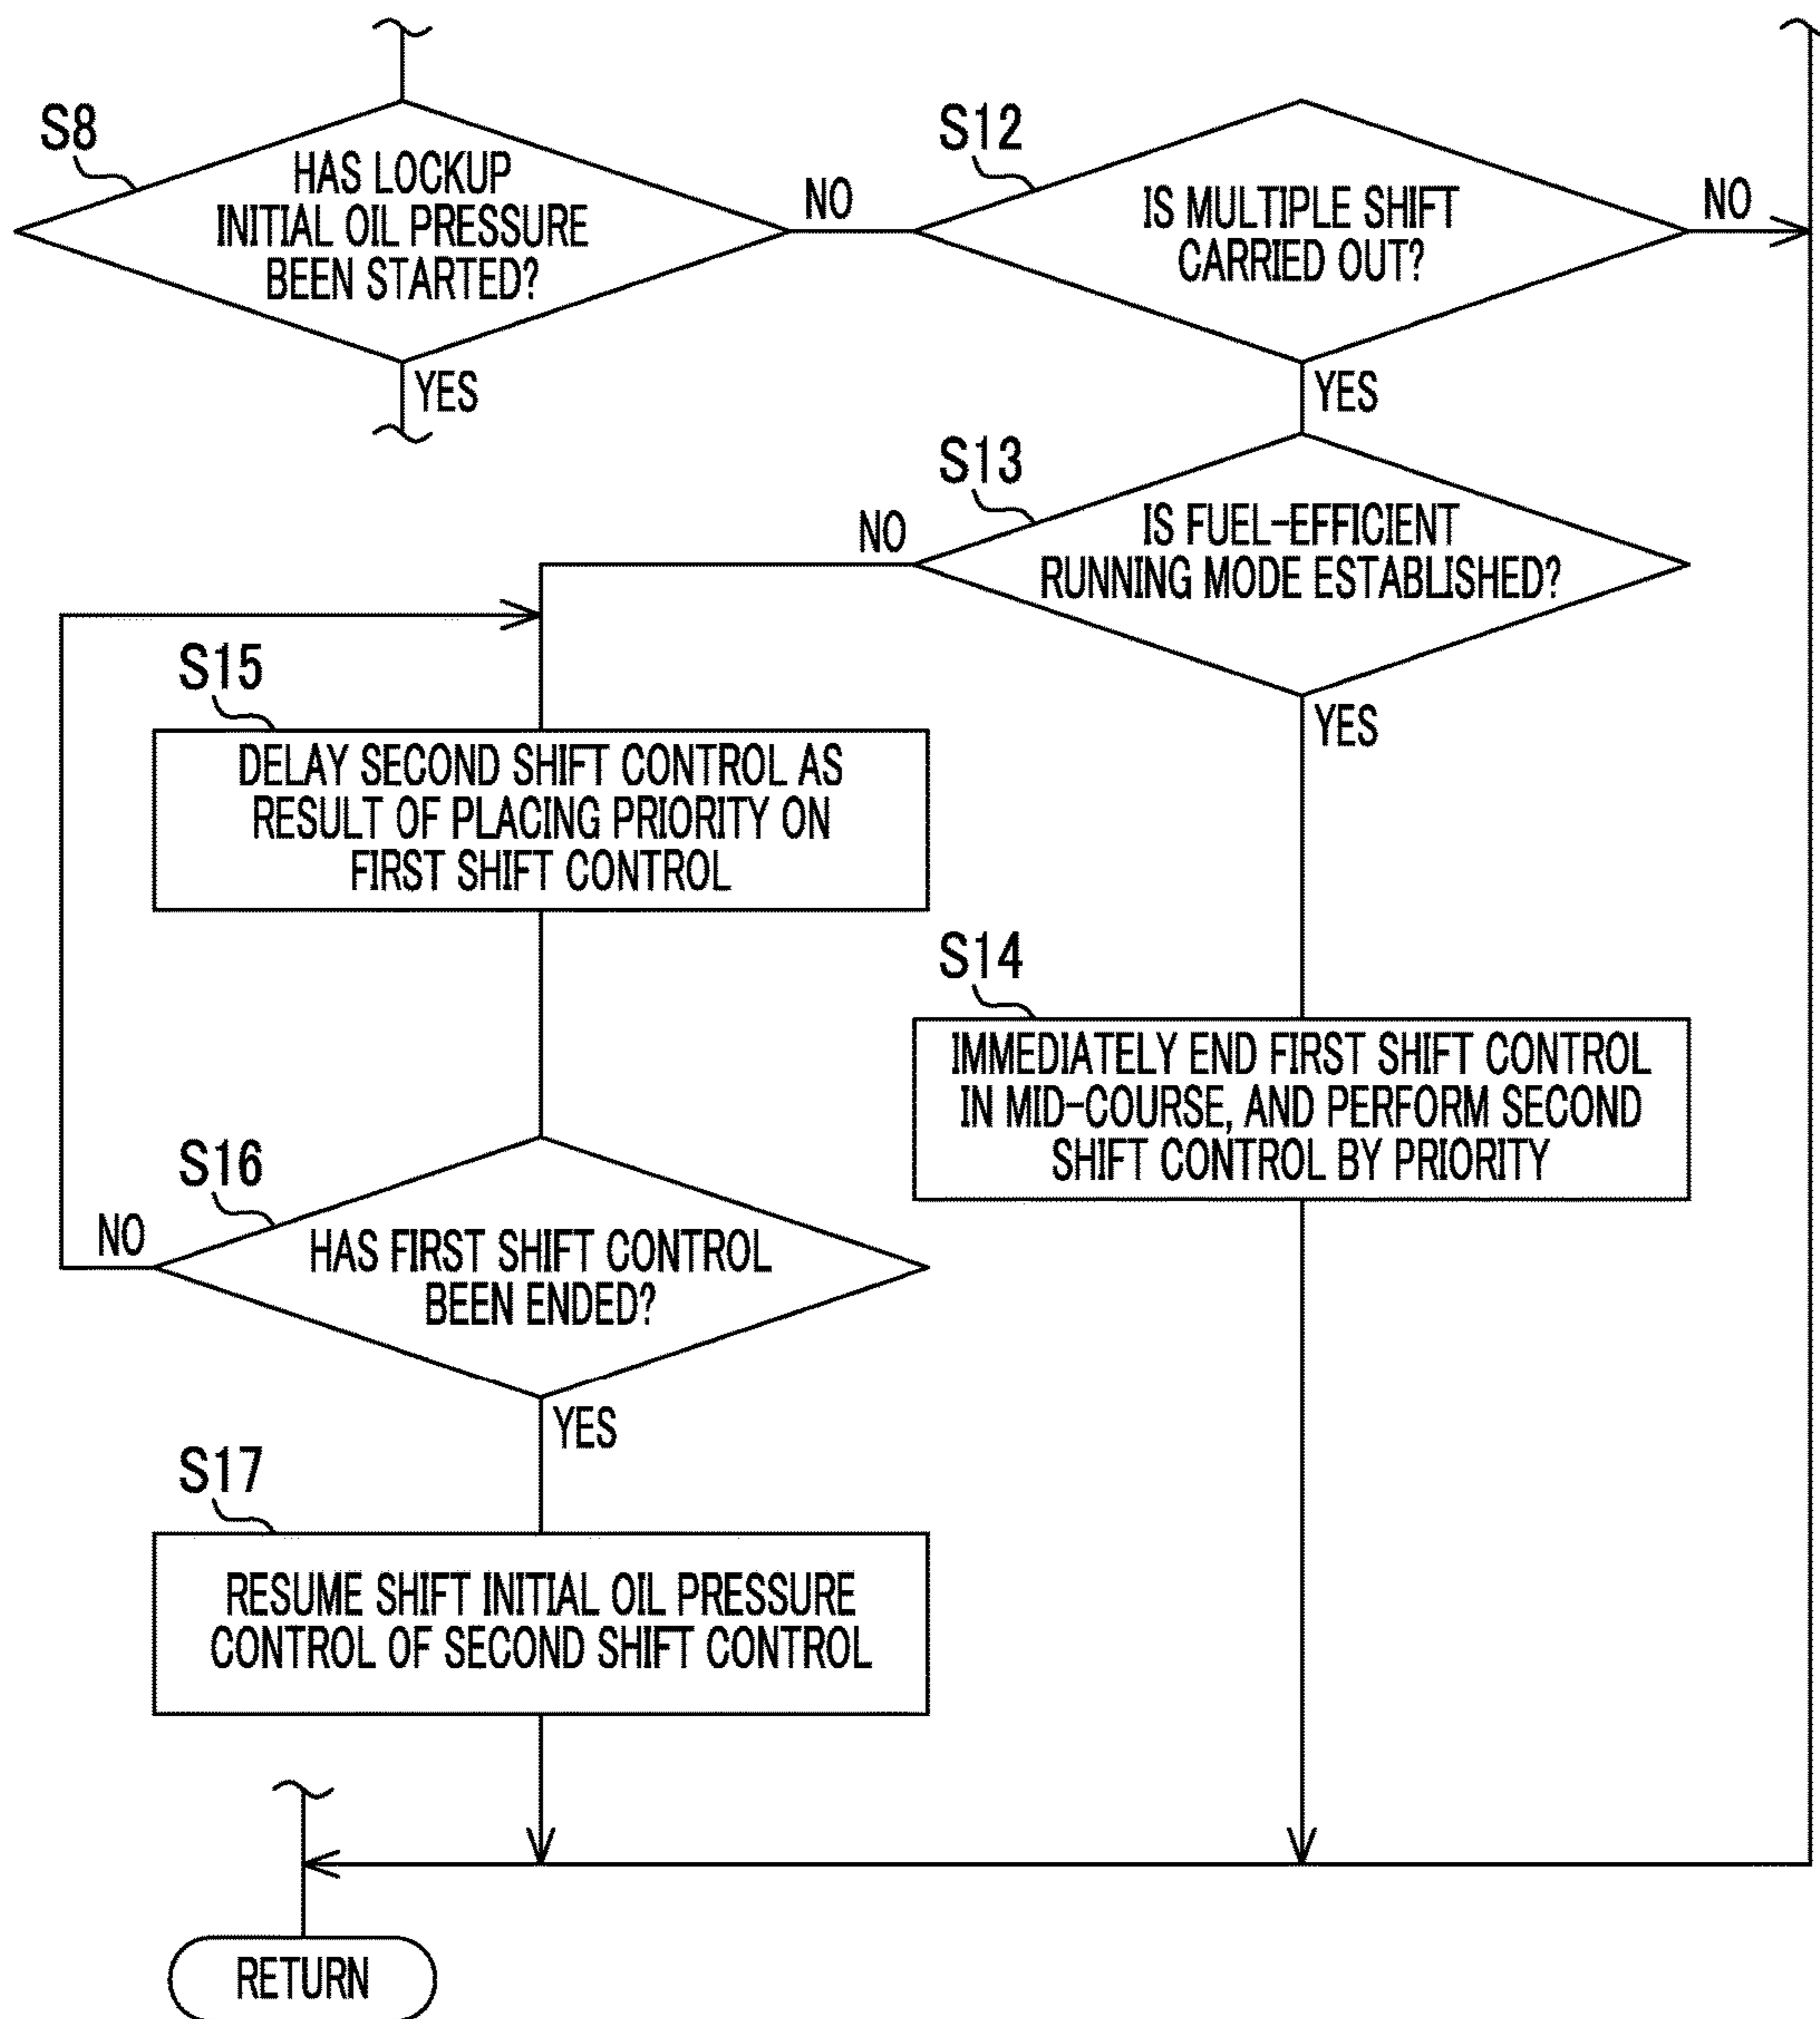 S8
HAS LOCKUP
INITIAL OIL PRESSURE
BEEN STARTED?
NO
YES
S12
IS MULTIPLE SHIFT
CARRIED OUT?
NO
YES
S13
IS FUEL-EFFICIENT
RUNNING MODE ESTABLISHED?
NO
YES
S15
DELAY SECOND SHIFT CONTROL AS
RESULT OF PLACING PRIORITY ON
FIRST SHIFT CONTROL
S14
IMMEDIATELY END FIRST SHIFT CONTROL
IN MID-COURSE, AND PERFORM SECOND
SHIFT CONTROL BY PRIORITY
S16
HAS FIRST SHIFT CONTROL
BEEN ENDED?
NO
YES
S17
RESUME SHIFT INITIAL OIL PRESSURE
CONTROL OF SECOND SHIFT CONTROL
RETURN